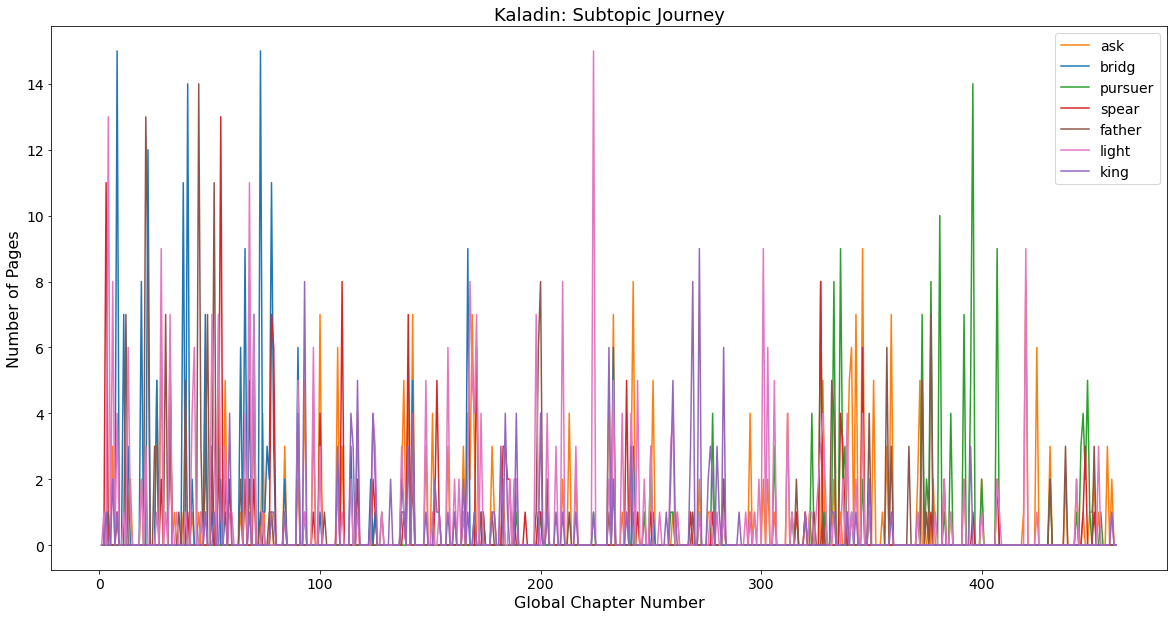 Kaladin: Subtopic Journey
ask
bridg
pursuer
spear
father
light
king
Number of Pages
14
12
10
8
6
4
2
0
0 100 200 300 400
Global Chapter Number